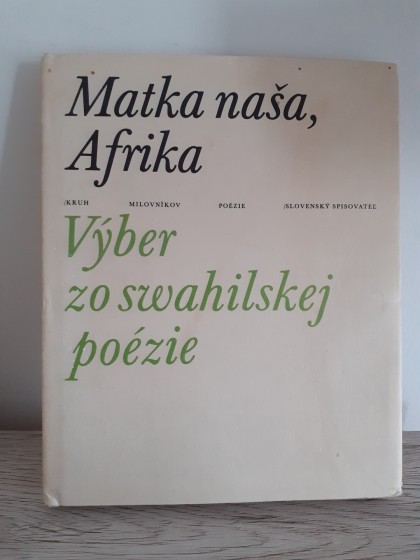 Matka naša,
Afrika
/KRUH MILOVNÍKOV POÉZIE /SLOVENSKÝ SPISOVATEĽ
Výber
zo swahilskej
poézie